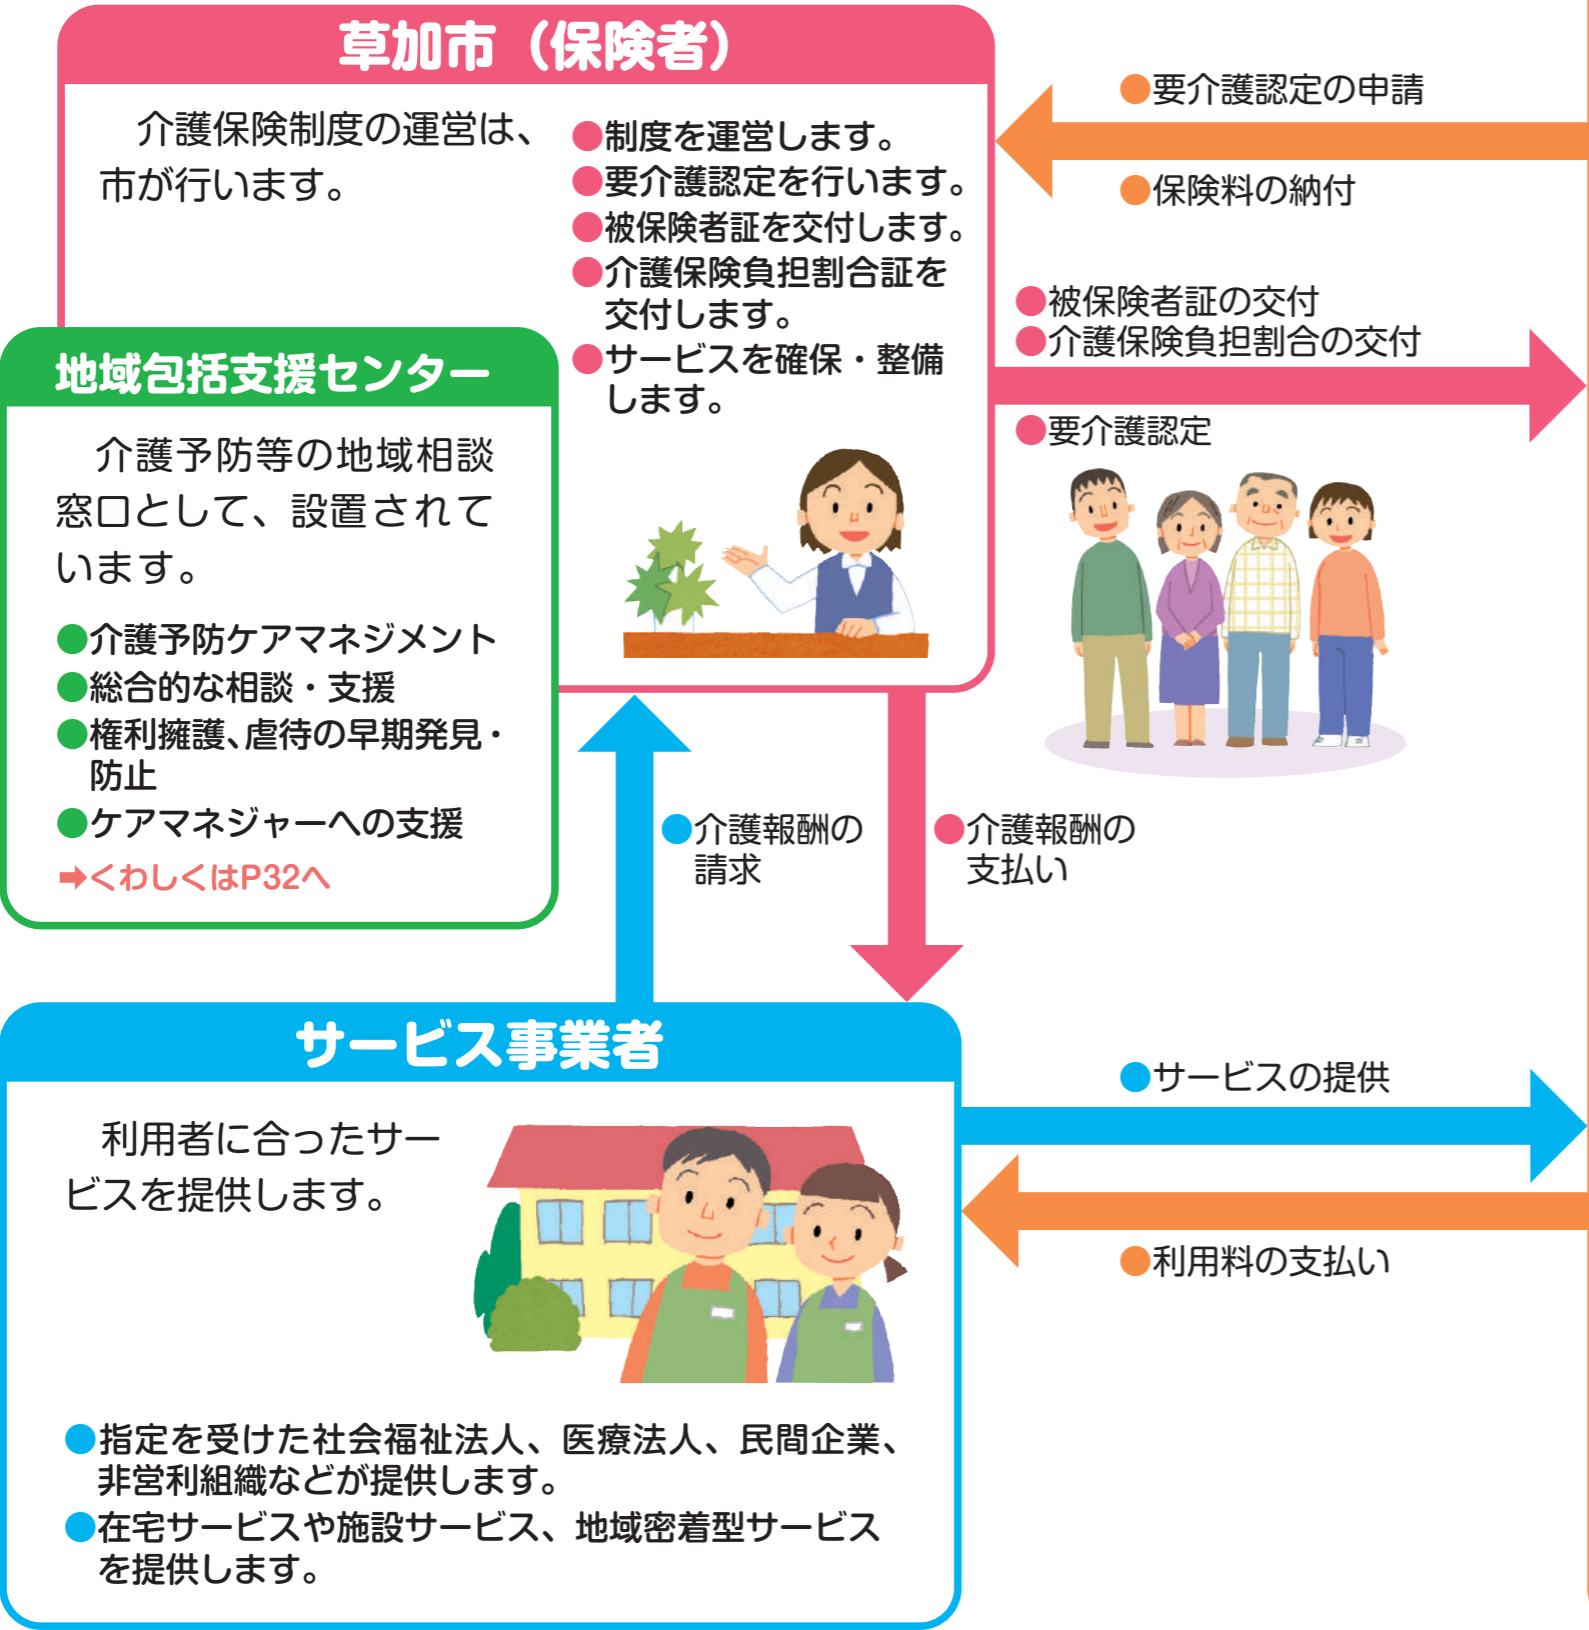 草加市（保険者）
介護保険制度の運営は、
市が行います。
●制度を運営します。
●要介護認定を行います。
●被保険者証を交付します。
●介護保険負担割合証を
交付します。
●サービスを確保・整備
します。
●要介護認定の申請
●保険料の納付
●被保険者証の交付
●介護保険負担割合の交付
●要介護認定
地域包括支援センター
介護予防等の地域相談
窓口として、設置されて
います。
●介護予防ケアマネジメント
●総合的な相談・支援
●権利擁護、虐待の早期発見・
防止
●ケアマネジャーへの支援
➡くわしくはP32へ
●介護報酬の
請求
●介護報酬の
支払い
サービス事業者
利用者に合ったサー
ビスを提供します。
●指定を受けた社会福祉法人、医療法人、民間企業、
非営利組織などが提供します。
●在宅サービスや施設サービス、地域密着型サービス
を提供します。
●サービスの提供
●利用料の支払い